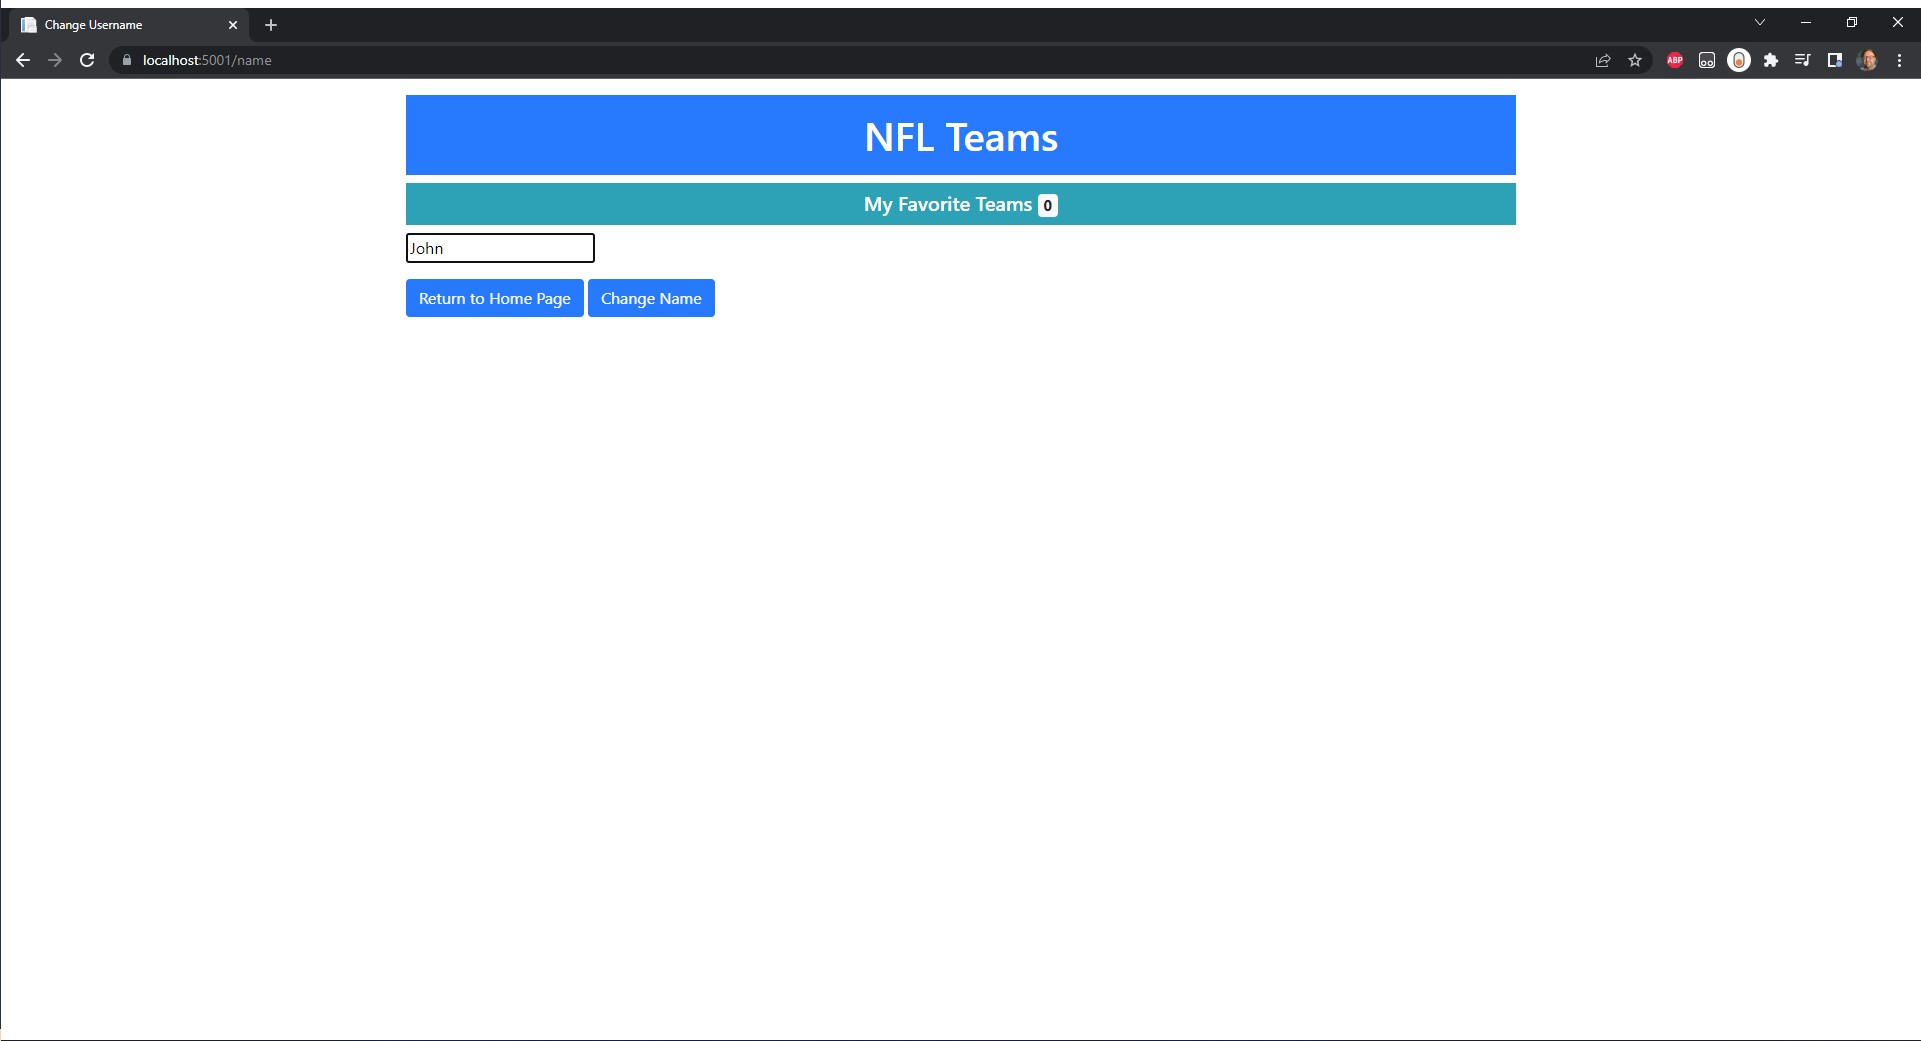 Change Username
localhost:5001/name
ABP
NFL Teams
My Favorite Teams 0
John
Return to Home Page Change Name